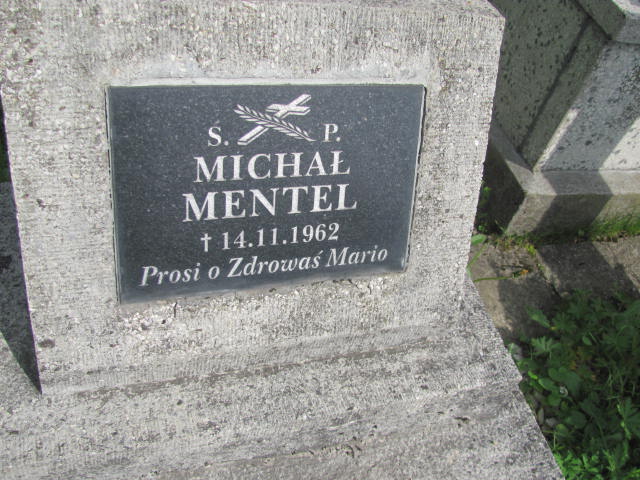 Ś. P.
MICHAŁ
MENTEL
† 14.11.1962
Prosi o Zdrowaś Mario